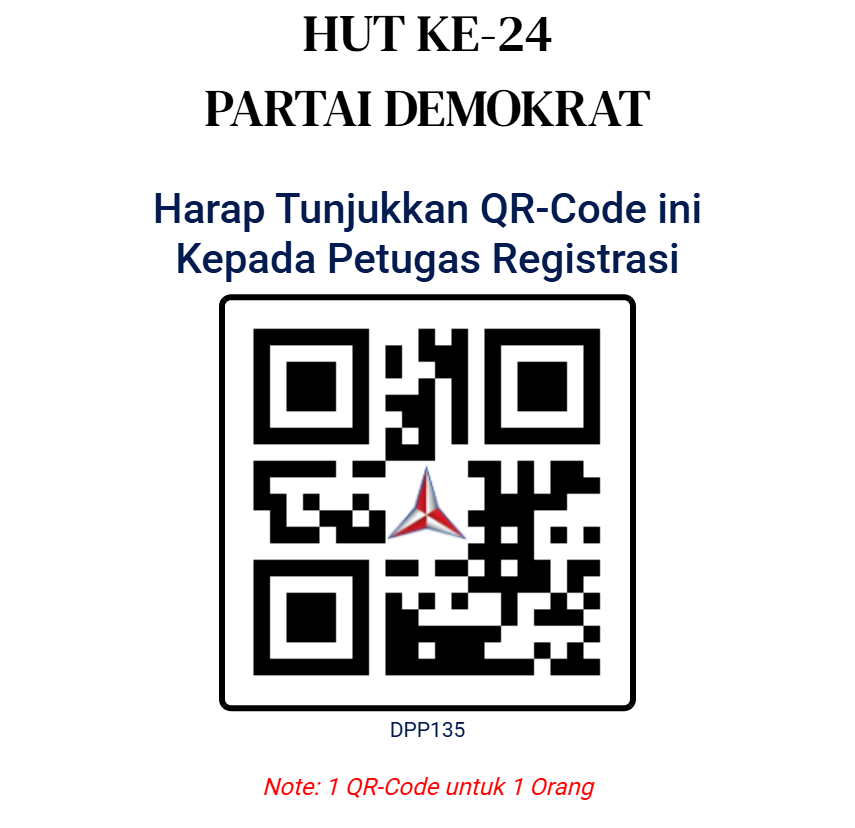 HUT KE-24
PARTAI DEMOKRAT
Harap Tunjukkan QR-Code ini
Kepada Petugas Registrasi
DPP135
Note: 1 QR-Code untuk 1 Orang